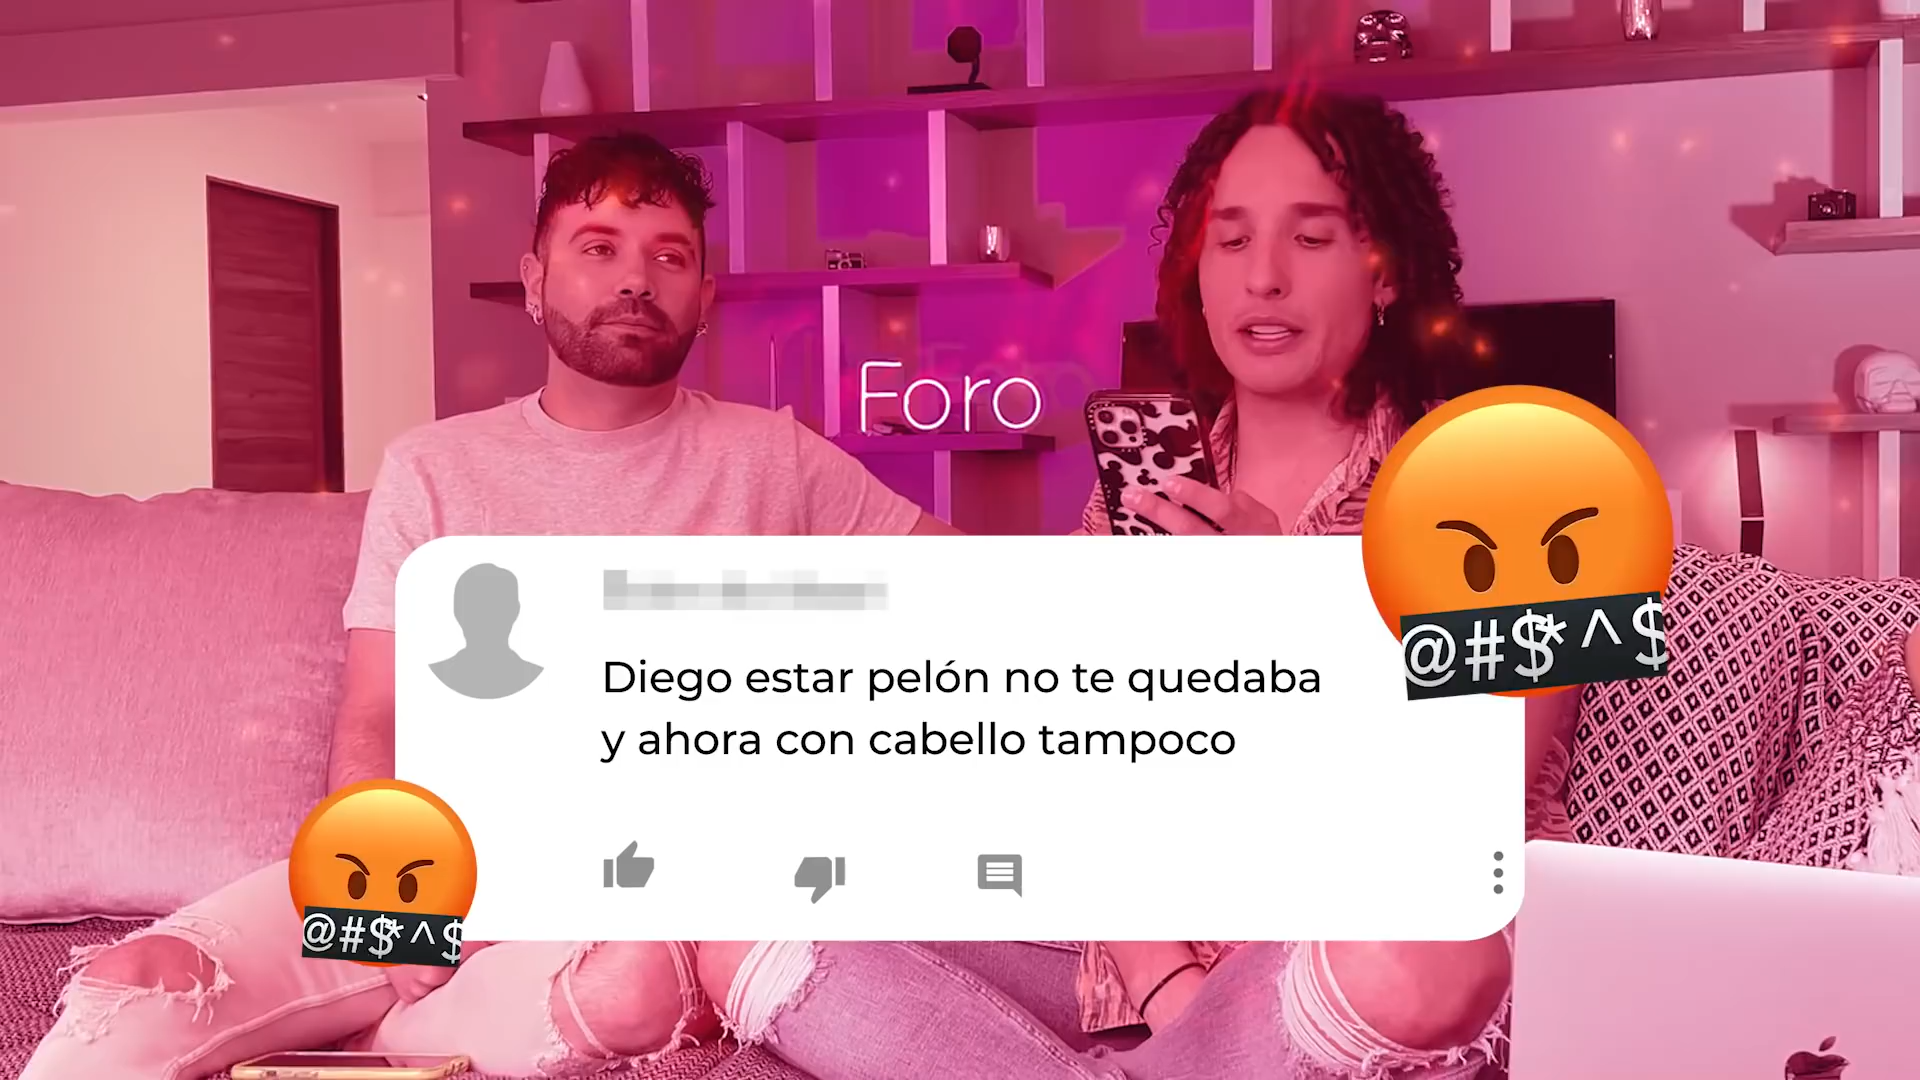 Foro
Diego estar pelón no te quedaba
y ahora con cabello tampoco
@#$*^$
@#$*^$